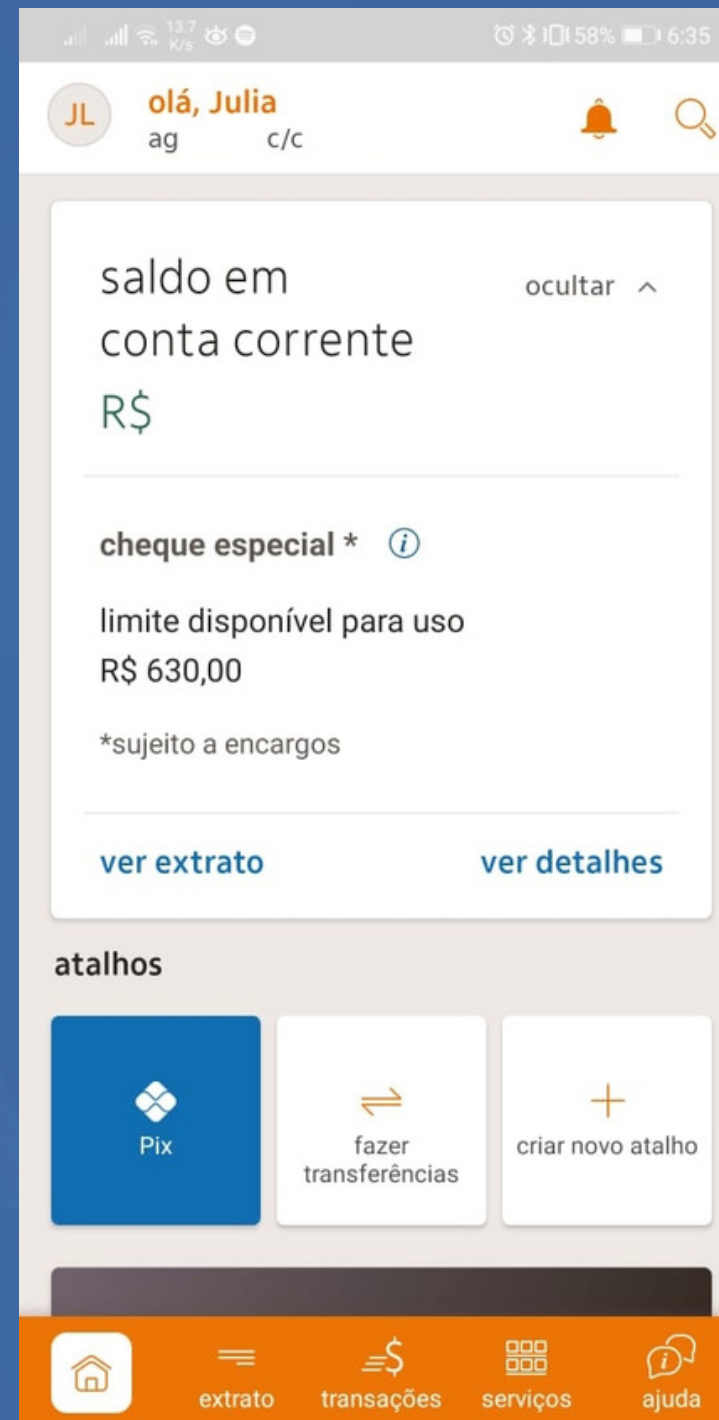 13.7 K/s 58% 6:35
JL
olá, Julia
ag c/c
saldo em
conta corrente
ocultar
R$
cheque especial * i
limite disponível para uso
R$ 630,00
*sujeito a encargos
ver extrato ver detalhes
atalhos
Pix
fazer
transferências
criar novo atalho
extrato transações serviços ajuda